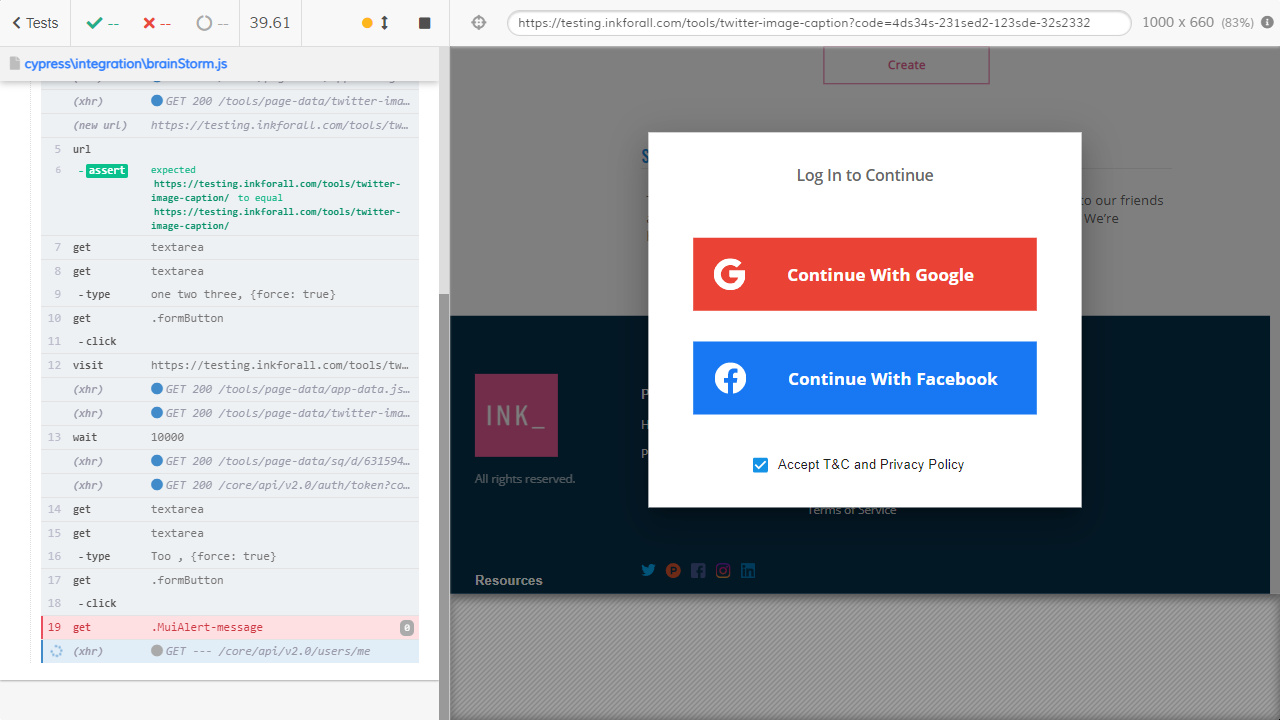 Tests
--
--
--
39.61
https://testing.inkforall.com/tools/twitter-image-caption?code=4ds34s-231sed2-123sde-32s2332
1000 x 660 (83%)
cypress\integration\brainStorm.js
(xhr) GET 200 /tools/page-data/twitter-ima...
(new url) https://testing.inkforall.com/tools/tw...
5 url
6 -assert expected
https://testing.inkforall.com/tools/twitter-
image-caption/ to equal
https://testing.inkforall.com/tools/twitter-
image-caption/
7 get textarea
8 get textarea
9 -type one two three, {force: true}
10 get .formButton
11 -click
12 visit https://testing.inkforall.com/tools/tw...
(xhr) GET 200 /tools/page-data/app-data.js...
(xhr) GET 200 /tools/page-data/twitter-ima...
13 wait 10000
(xhr) GET 200 /tools/page-data/sq/d/631594...
(xhr) GET 200 /core/api/v2.0/auth/token?co...
14 get textarea
15 get textarea
16 -type Too , {force: true}
17 get .formButton
18 -click
19 get .MuiAlert-message 0
(xhr) GET --- /core/api/v2.0/users/me
Create
to our friends
We're
Log In to Continue
Continue With Google
Continue With Facebook
Accept T&C and Privacy Policy
INK_
All rights reserved.
Terms of Service
Resources